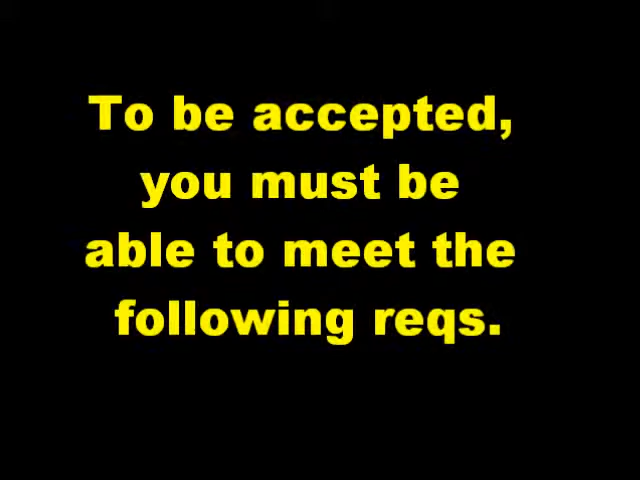 To be accepted,
you must be
able to meet the
following reqs.